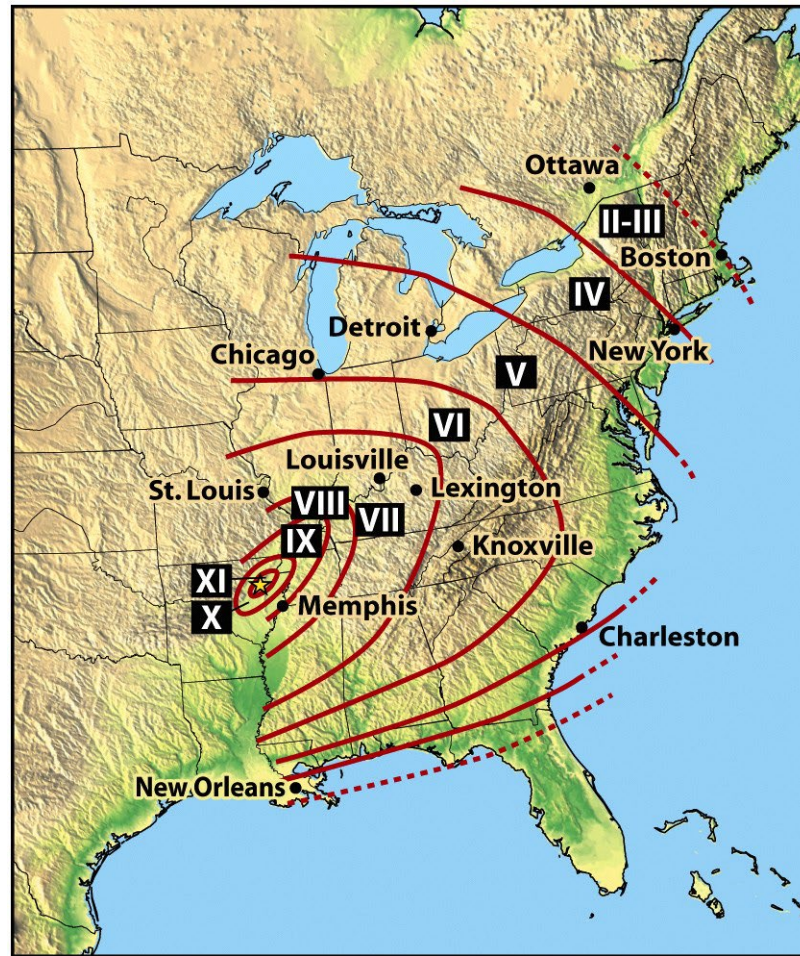 Ottawa
II-III
Boston
IV
Detroit
New York
Chicago
V
VI
Louisville
St. Louis
VIII
Lexington
VII
IX
Knoxville
XI
X
Memphis
Charleston
New Orleans